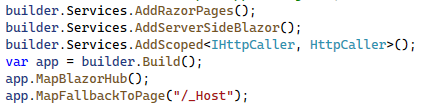 builder.Services.AddRazorPages();
builder.Services.AddServerSideBlazor();
builder.Services.AddScoped<IHttpCaller, HttpCaller>();
var app = builder.Build();
app.MapBlazorHub();
app.MapFallbackToPage("/_Host");